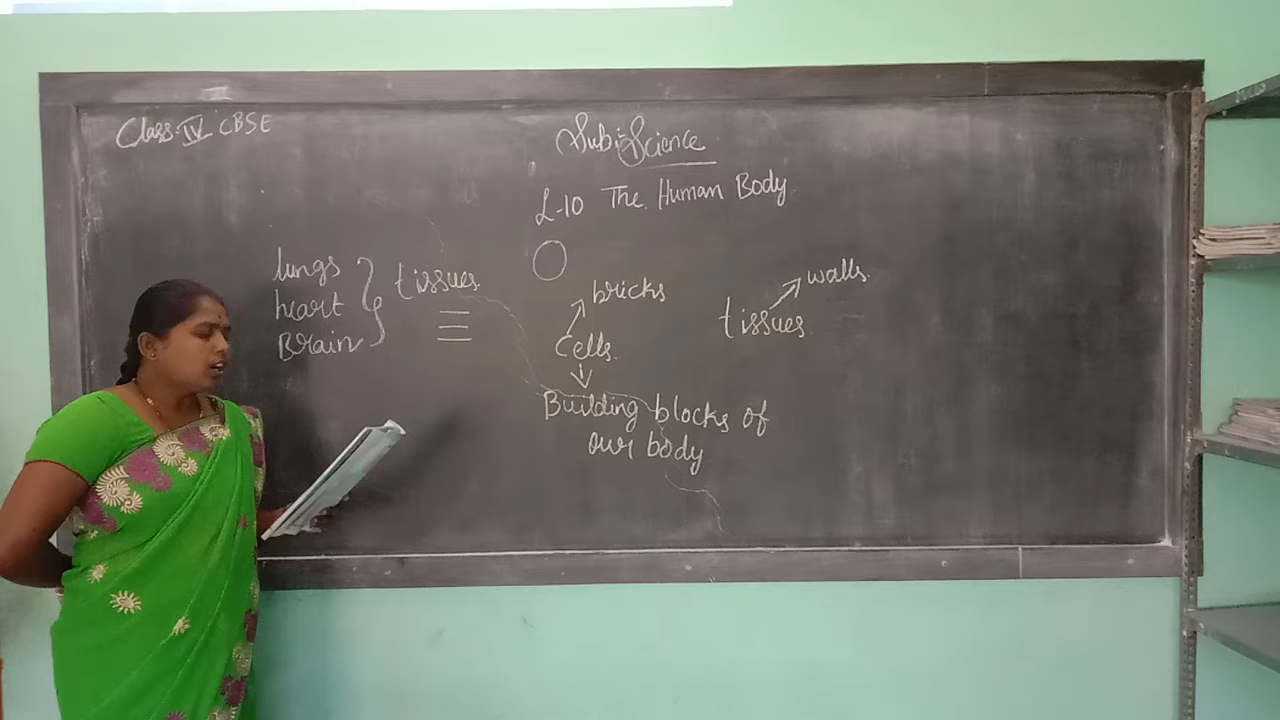 Class:-IV CBSE
Sub:-Science
L-10 The Human Body
lungs
heart
Brain
tissues
bricks
cells.
Building blocks of
our body
walls.
tissues